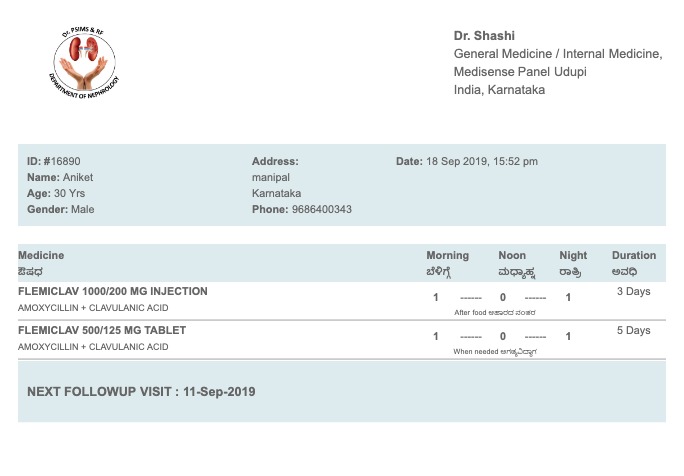 Dr. PSIMS & RF
DEPARTMENT OF NEPHROLOGY
Dr. Shashi
General Medicine / Internal Medicine,
Medisense Panel Udupi
India, Karnataka
ID: #16890 Address: Date: 18 Sep 2019, 15:52 pm
Name: Aniket manipal
Age: 30 Yrs Karnataka
Gender: Male Phone: 9686400343
Medicine Morning Noon Night Duration
ಔಷಧ ಬೆಳಿಗ್ಗೆ ಮಧ್ಯಾಹ್ನ ರಾತ್ರಿ ಅವಧಿ
FLEMICLAV 1000/200 MG INJECTION 1 ------ 0 ------ 1 3 Days
AMOXYCILLIN + CLAVULANIC ACID After food ಆಹಾರದ ನಂತರ
FLEMICLAV 500/125 MG TABLET 1 ------ 0 ------ 1 5 Days
AMOXYCILLIN + CLAVULANIC ACID When needed ಅಗತ್ಯವಿದ್ದಾಗ
NEXT FOLLOWUP VISIT : 11-Sep-2019